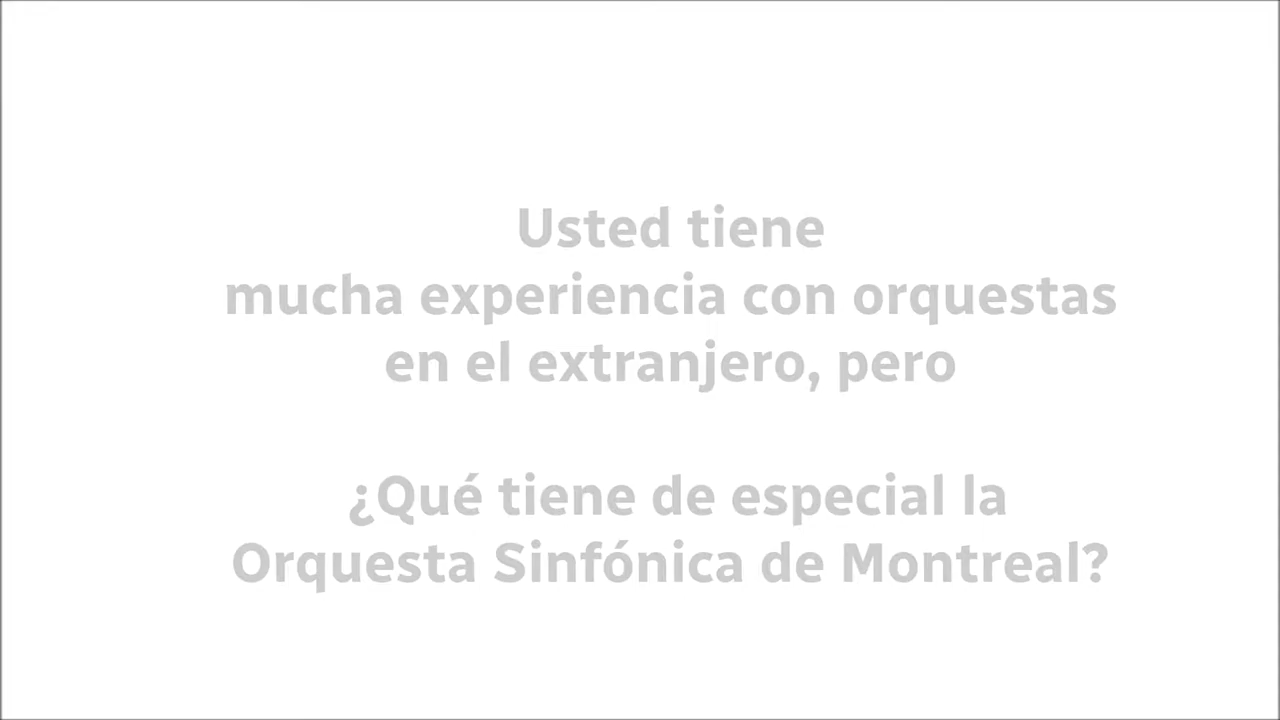 Usted tiene
mucha experiencia con orquestas
en el extranjero, pero
¿Qué tiene de especial la
Orquesta Sinfónica de Montreal?